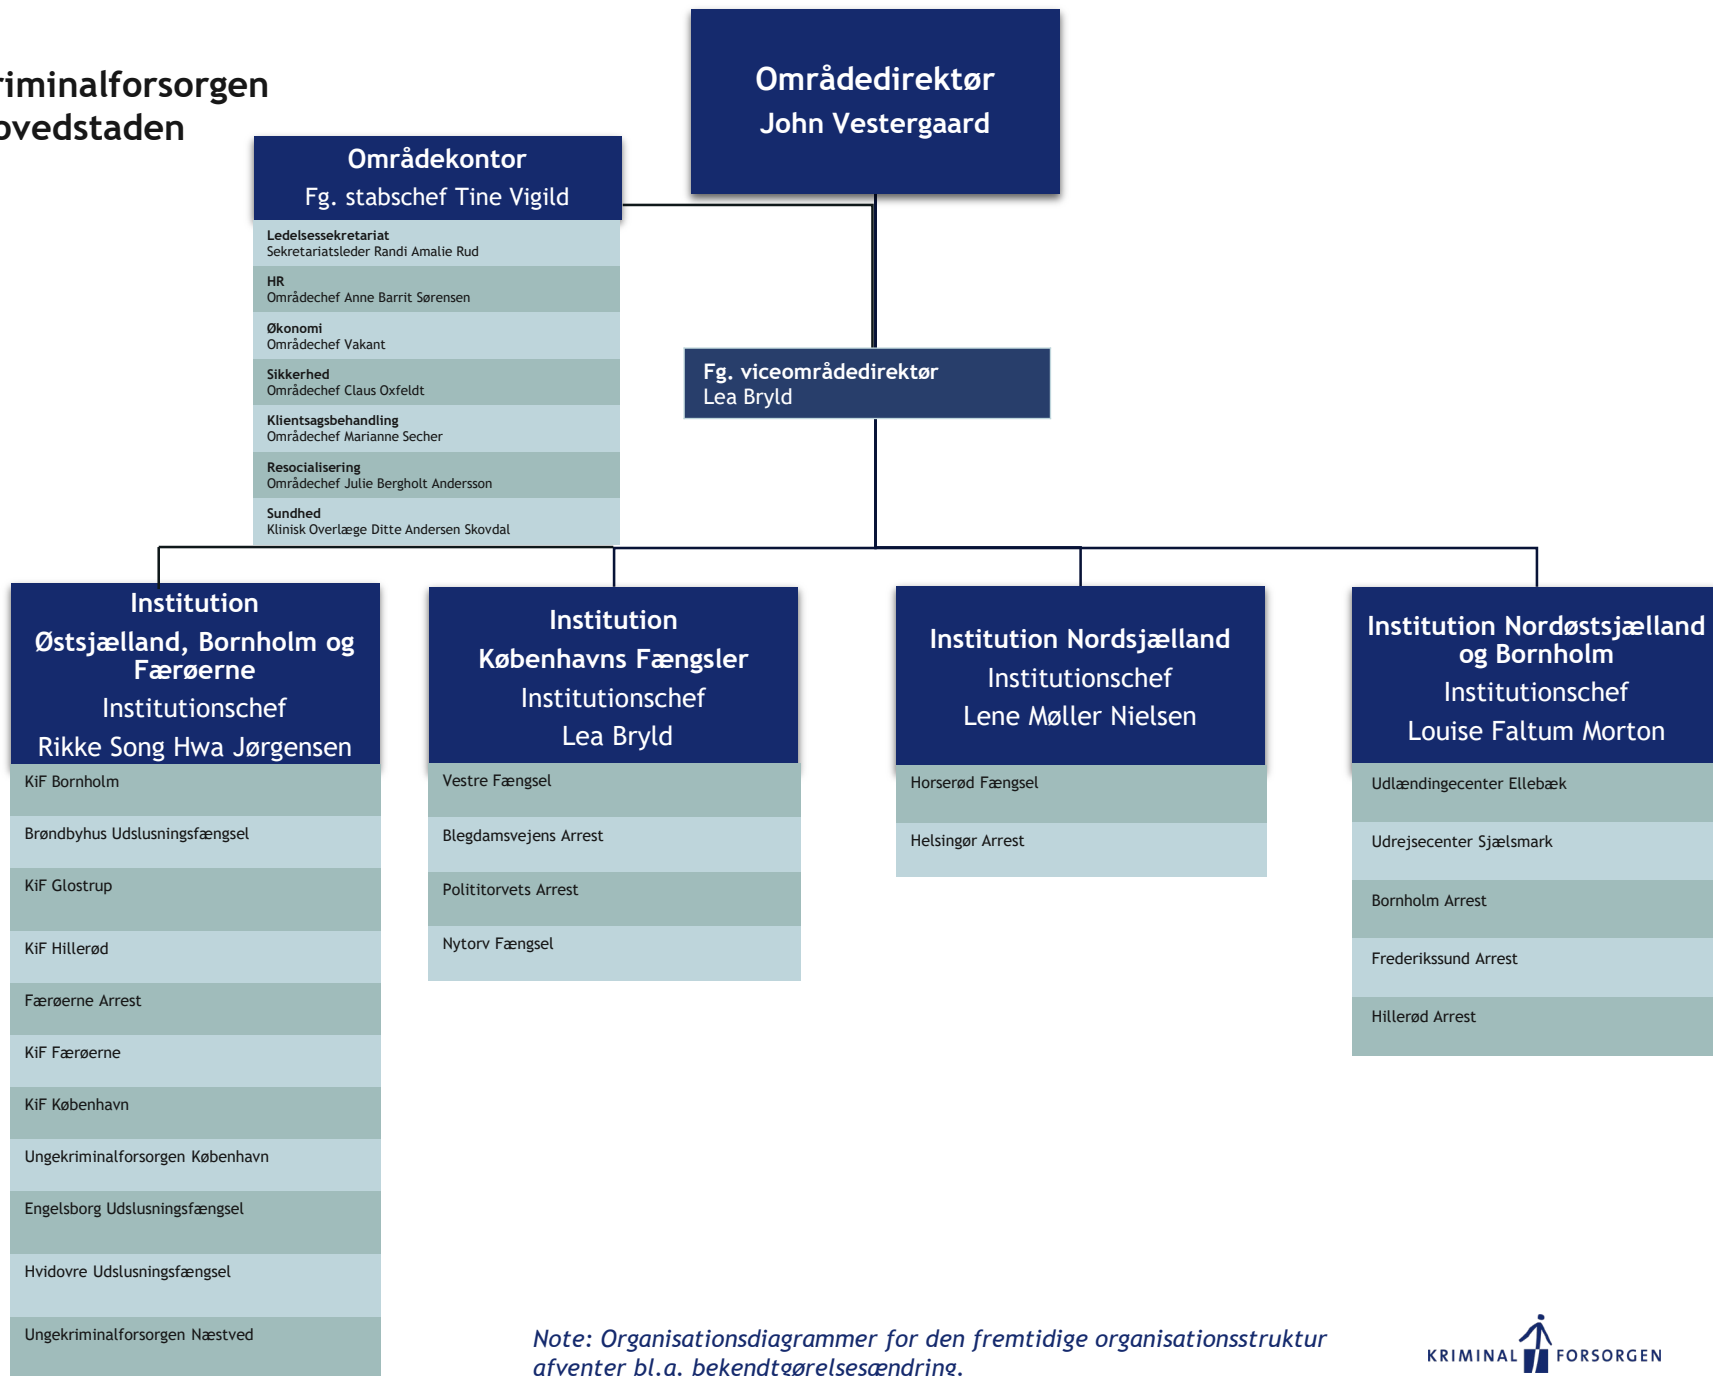 riminalforsorgen
ovedstaden
Områdedirektør
John Vestergaard
Områdekontor
Fg. stabschef Tine Vigild
Ledelsessekretariat
Sekretariatsleder Randi Amalie Rud
HR
Områdechef Anne Barrit Sørensen
Økonomi
Områdechef Vakant
Sikkerhed
Områdechef Claus Oxfeldt
Klientsagsbehandling
Områdechef Marianne Secher
Resocialisering
Områdechef Julie Bergholt Andersson
Sundhed
Klinisk Overlæge Ditte Andersen Skovdal
Fg. viceområdedirektør
Lea Bryld
Institution
Østsjælland, Bornholm og
Færøerne
Institutionschef
Rikke Song Hwa Jørgensen
KiF Bornholm
Brøndbyhus Udslusningsfængsel
KiF Glostrup
KiF Hillerød
Færøerne Arrest
KiF Færøerne
KiF København
Ungekriminalforsorgen København
Engelsborg Udslusningsfængsel
Hvidovre Udslusningsfængsel
Ungekriminalforsorgen Næstved
Institution
Københavns Fængsler
Institutionschef
Lea Bryld
Vestre Fængsel
Blegdamsvejens Arrest
Polititorvets Arrest
Nytorv Fængsel
Institution Nordsjælland
Institutionschef
Lene Møller Nielsen
Horserød Fængsel
Helsingør Arrest
Institution Nordøstsjælland
og Bornholm
Institutionschef
Louise Faltum Morton
Udlændingecenter Ellebæk
Udrejsecenter Sjælsmark
Bornholm Arrest
Frederikssund Arrest
Hillerød Arrest
Note: Organisationsdiagrammer for den fremtidige organisationsstruktur
afventer bl.a. bekendtgørelsesændring.
KRIMINAL FORSORGEN